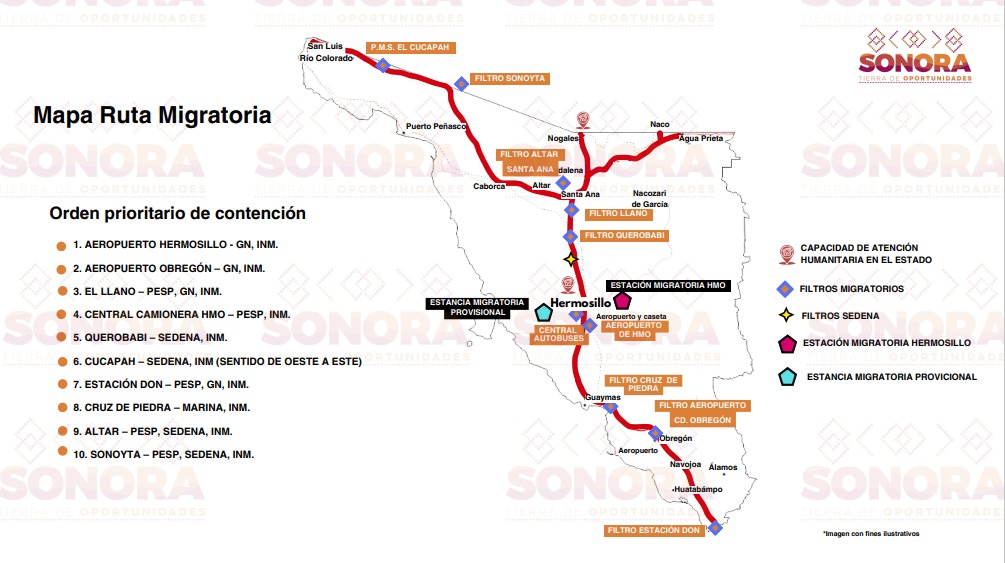 SONORA
TIERRA DE OPORTUNIDADES
Mapa Ruta Migratoria
Orden prioritario de contención
1. AEROPUERTO HERMOSILLO - GN, INM.
2. AEROPUERTO OBREGÓN – GN, INM.
3. EL LLANO – PESP, GN, INM.
4. CENTRAL CAMIONERA HMO – PESP, INM.
5. QUEROBABI – SEDENA, INM.
6. CUCAPAH – SEDENA, INM (SENTIDO DE OESTE A ESTE)
7. ESTACIÓN DON - PESP, GN, INM.
8. CRUZ DE PIEDRA – MARINA, INM.
9. ALTAR – PESP, SEDENA, INM.
10. SONOYTA – PESP, SEDENA, INM.
San Luis
Río Colorado
P.M.S. EL CUCAPAH
FILTRO SONOYTA
Puerto Peñasco
Nogales
Naco
Agua Prieta
FILTRO ALTAR
SANTA ANA
dalena
Caborca
Altar
Santa Ana
Nacozari
de García
FILTRO LLANO
FILTRO QUEROBABI
ESTACIÓN MIGRATORIA HMO
ESTANCIA MIGRATORIA
PROVISIONAL
Hermosillo
Aeropuerto y caseta
CENTRAL
AUTOBUSES
AEROPUERTO
DE HMO
FILTRO CRUZ DE
PIEDRA
Guaymas
FILTRO AEROPUERTO
CD. OBREGÓN
Obregón
Aeropuerto
Navojoa
Álamos
Huatabámpo
FILTRO ESTACIÓN DON
CAPACIDAD DE ATENCIÓN
HUMANITARIA EN EL ESTADO
FILTROS MIGRATORIOS
FILTROS SEDENA
ESTACIÓN MIGRATORIA HERMOSILLO
ESTANCIA MIGRATORIA PROVICIONAL
*Imagen con fines ilustrativos